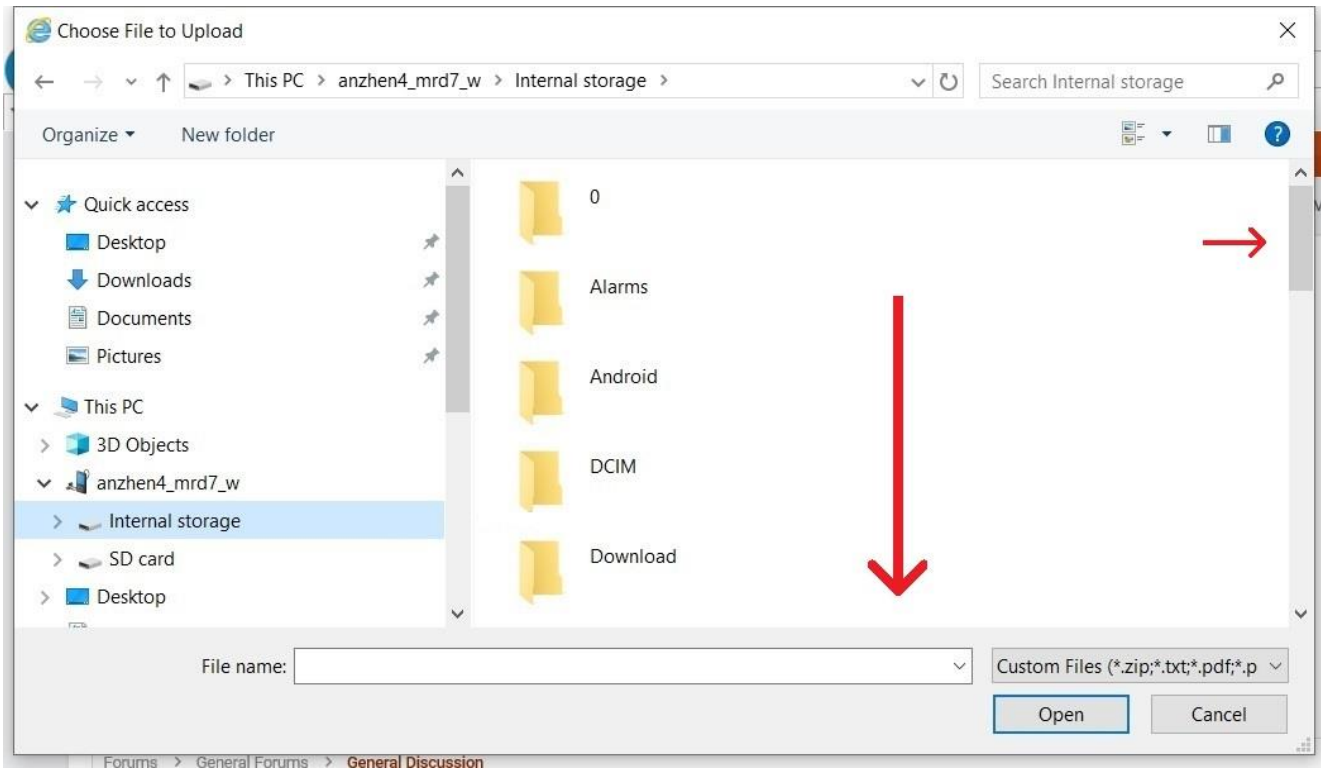 Choose File to Upload
This PC > anzhen4_mrd7_w > Internal storage >
Search Internal storage
Organize
New folder
Quick access
Desktop
Downloads
Documents
Pictures
This PC
3D Objects
anzhen4_mrd7_w
Internal storage
SD card
Desktop
0
Alarms
Android
DCIM
Download
File name:
Custom Files (*.zip;*.txt;*.pdf;*.p
Open
Cancel
Forums > General Forums > General Discussion